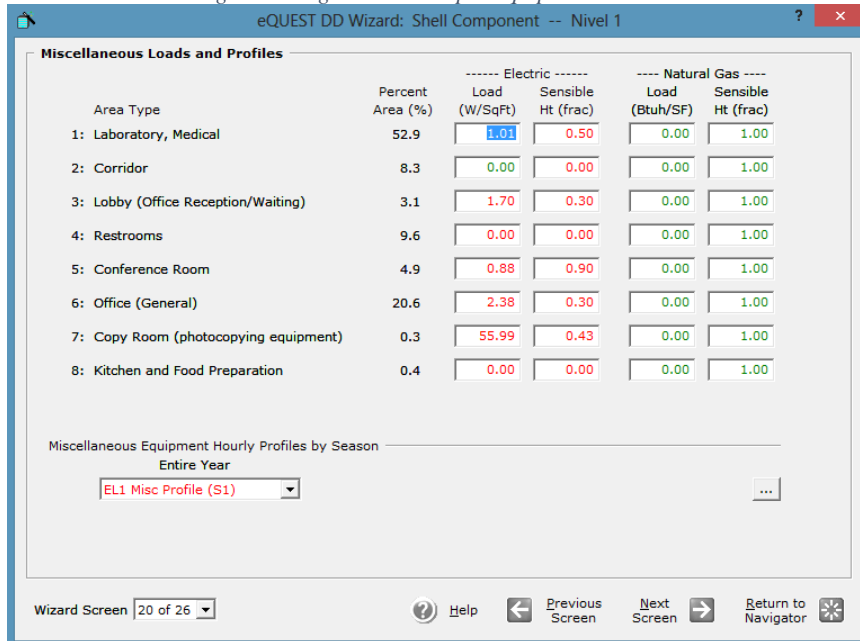 eQUEST DD Wizard: Shell Component -- Nivel 1
? ×
Miscellaneous Loads and Profiles
------ Electric ------ ---- Natural Gas ----
Percent Load Sensible Load Sensible
Area Type Area (%) (W/SqFt) Ht (frac) (Btuh/SF) Ht (frac)
1: Laboratory, Medical 52.9 1.01 0.50 0.00 1.00
2: Corridor 8.3 0.00 0.00 0.00 1.00
3: Lobby (Office Reception/Waiting) 3.1 1.70 0.30 0.00 1.00
4: Restrooms 9.6 0.00 0.00 0.00 1.00
5: Conference Room 4.9 0.88 0.90 0.00 1.00
6: Office (General) 20.6 2.38 0.30 0.00 1.00
7: Copy Room (photocopying equipment) 0.3 55.99 0.43 0.00 1.00
8: Kitchen and Food Preparation 0.4 0.00 0.00 0.00 1.00
Miscellaneous Equipment Hourly Profiles by Season
Entire Year
EL1 Misc Profile (S1) ...
Wizard Screen 20 of 26 ? Help Previous Screen Next Screen Return to Navigator